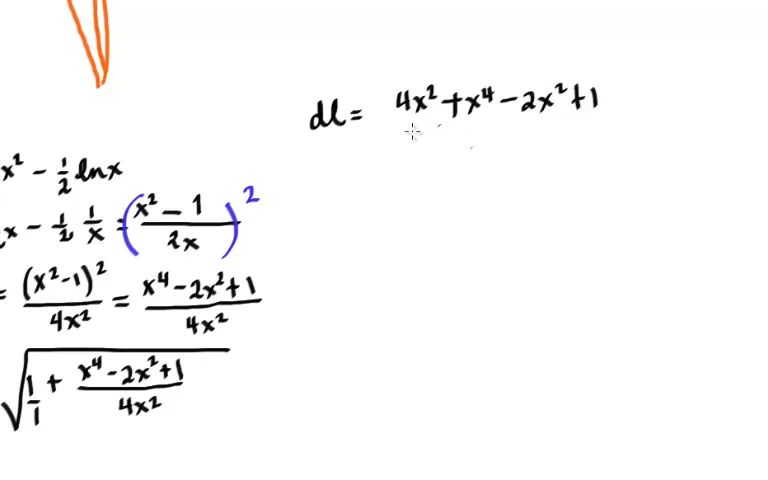 dl = 4x² + x⁴ - 2x² + 1
x² - 1/2 lnx
x - 1/2 1/x = (x² - 1 / 2x)²
= (x² - 1)² / 4x² = x⁴ - 2x² + 1 / 4x²
√(1/1 + x⁴ - 2x² + 1 / 4x²)